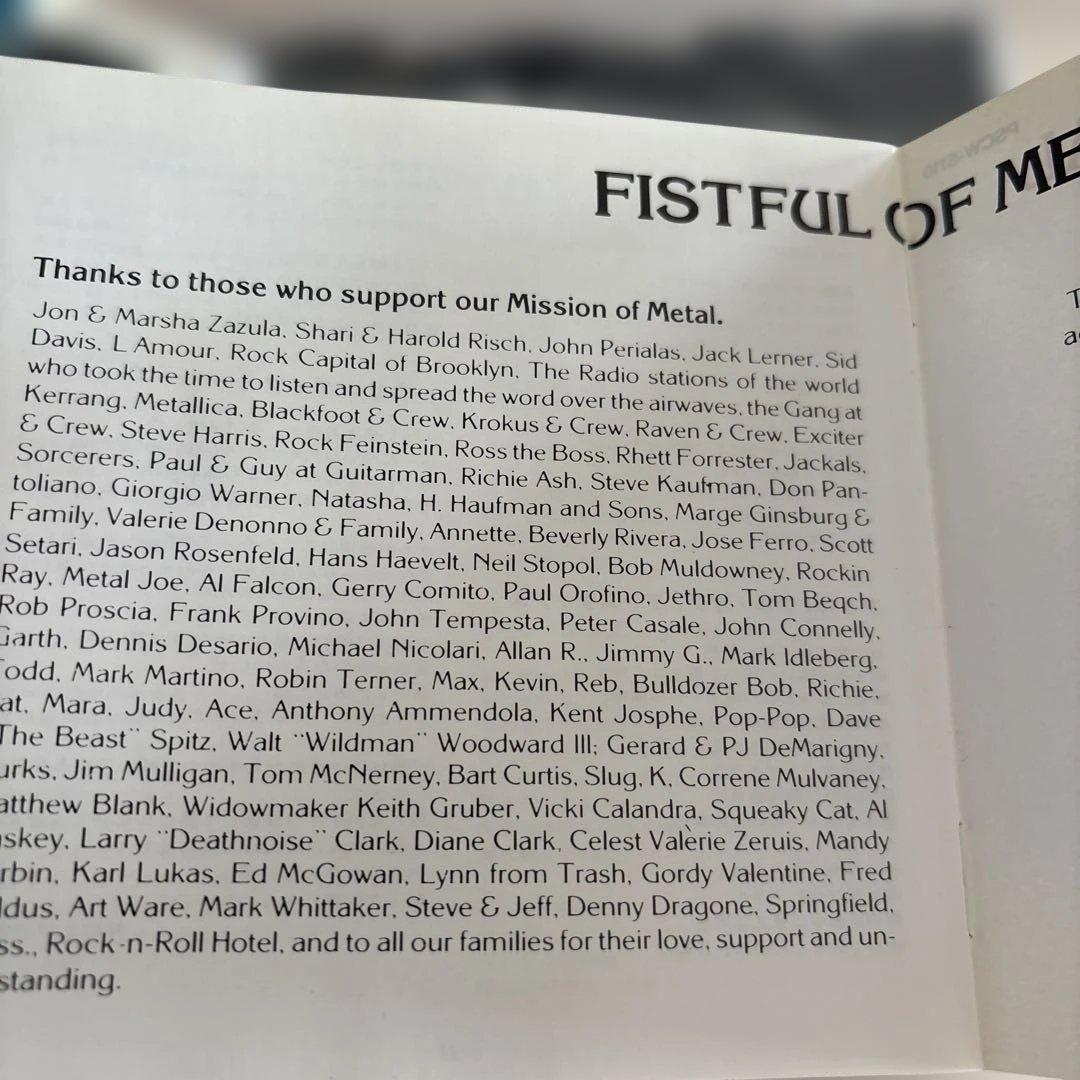 FISTFUL OF ME
Thanks to those who support our Mission of Metal.
Jon & Marsha Zazula, Shari & Harold Risch, John Perialas, Jack Lerner, Sid
Davis, L Amour, Rock Capital of Brooklyn, The Radio stations of the world
who took the time to listen and spread the word over the airwaves, the Gang at
Kerrang, Metallica, Blackfoot & Crew, Krokus & Crew, Raven & Crew, Exciter
& Crew, Steve Harris, Rock Feinstein, Ross the Boss, Rhett Forrester, Jackals,
Sorcerers, Paul & Guy at Guitarman, Richie Ash, Steve Kaufman, Don Pan-
toliano, Giorgio Warner, Natasha, H. Haufman and Sons, Marge Ginsburg &
Family, Valerie Denonno & Family, Annette, Beverly Rivera, Jose Ferro, Scott
Setari, Jason Rosenfeld, Hans Haevelt, Neil Stopol, Bob Muldowney, Rockin
Ray, Metal Joe, Al Falcon, Gerry Comito, Paul Orofino, Jethro, Tom Beqch,
Rob Proscia, Frank Provino, John Tempesta, Peter Casale, John Connelly,
Garth, Dennis Desario, Michael Nicolari, Allan R., Jimmy G., Mark Idleberg,
Todd, Mark Martino, Robin Terner, Max, Kevin, Reb, Bulldozer Bob, Richie,
at, Mara, Judy, Ace, Anthony Ammendola, Kent Josphe, Pop-Pop, Dave
The Beast" Spitz, Walt "Wildman" Woodward III; Gerard & PJ DeMarigny,
urks, Jim Mulligan, Tom McNerney, Bart Curtis, Slug, K, Correne Mulvaney,
atthew Blank, Widowmaker Keith Gruber, Vicki Calandra, Squeaky Cat, Al
skey, Larry "Deathnoise" Clark, Diane Clark, Celest Valerie Zeruis, Mandy
rbin, Karl Lukas, Ed McGowan, Lynn from Trash, Gordy Valentine, Fred
ldus, Art Ware, Mark Whittaker, Steve & Jeff, Denny Dragone, Springfield,
ss., Rock-n-Roll Hotel, and to all our families for their love, support and un-
standing.